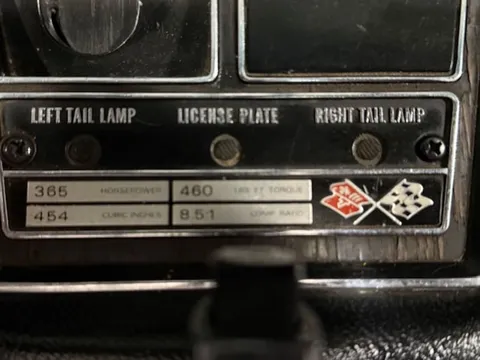 LEFT TAIL LAMP LICENSE PLATE RIGHT TAIL LAMP
365 HORSEPOWER 460 LBS FT TORQUE
454 CUBIC INCHES 8.5:1 COMP RATIO